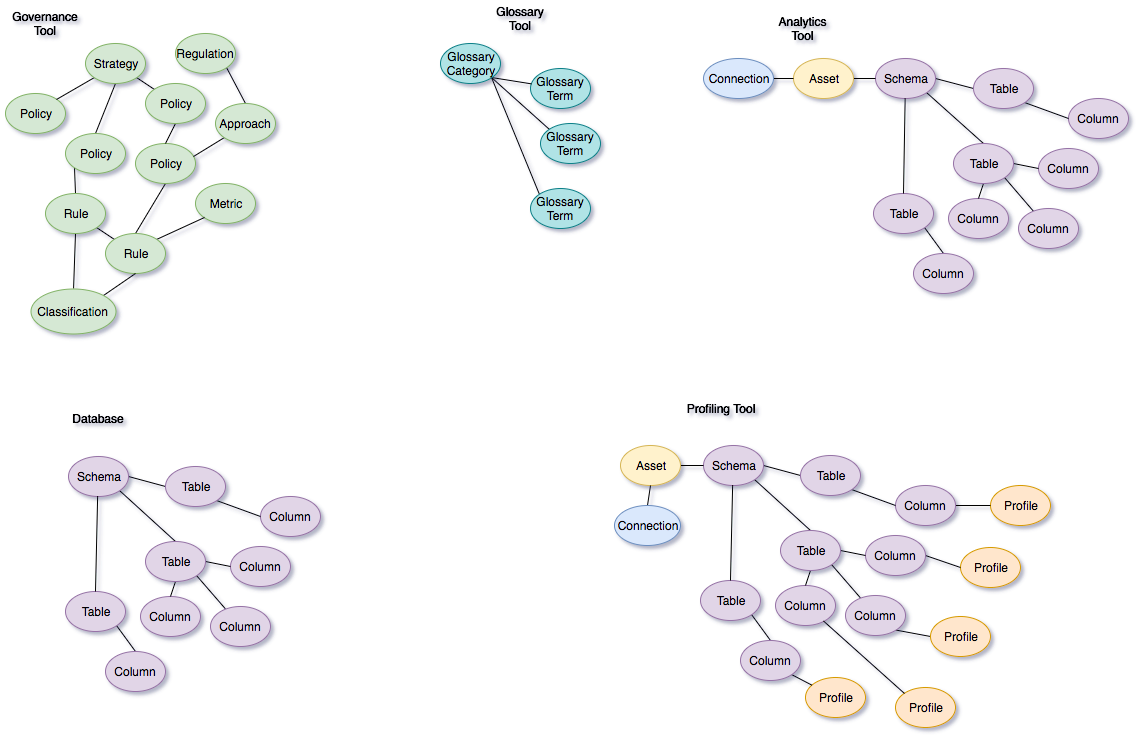 Governance
Tool
Strategy
Regulation
Policy
Policy
Approach
Policy
Policy
Rule
Metric
Rule
Classification
Glossary
Tool
Glossary
Category
Glossary
Term
Glossary
Term
Glossary
Term
Analytics
Tool
Connection
Asset
Schema
Table
Column
Table
Column
Table
Column
Column
Column
Database
Schema
Table
Column
Table
Column
Table
Column
Column
Column
Profiling Tool
Asset
Schema
Table
Connection
Column
Profile
Table
Column
Profile
Table
Column
Column
Profile
Column
Profile
Profile